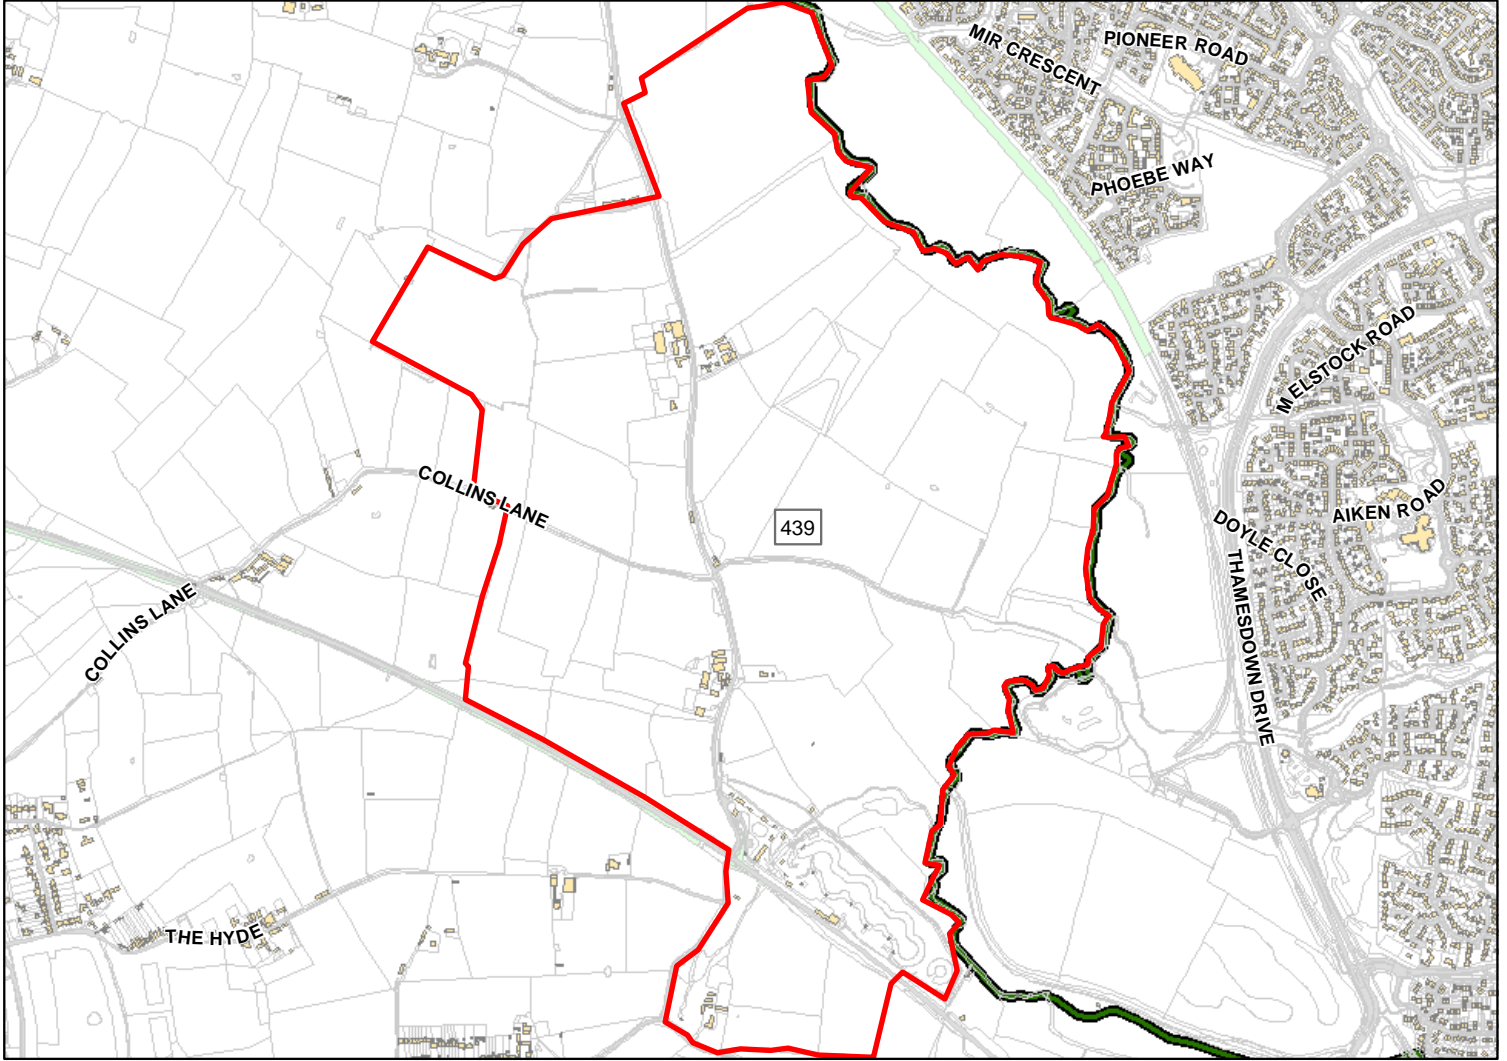 MIR CRESCENT
PIONEER ROAD
PHOEBE WAY
MELSTOCK ROAD
COLLINS LANE
439
AIKEN ROAD
DOYLE CLOSE
THAMESDOWN DRIVE
COLLINS LANE
THE HYDE